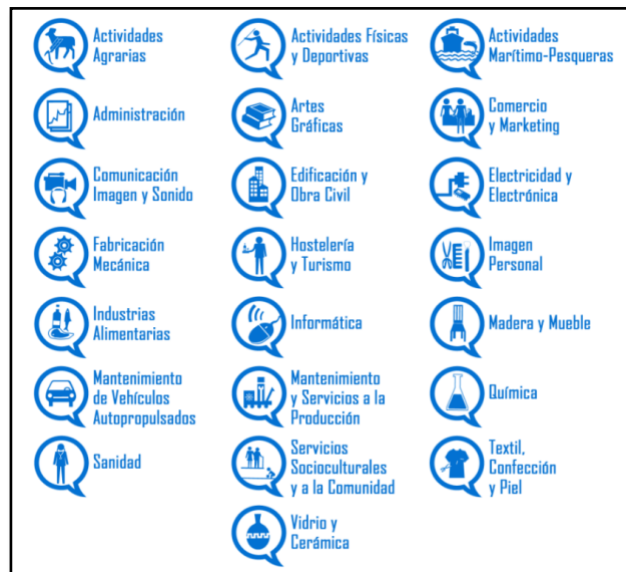 Actividades
Agrarias
Actividades Físicas
y Deportivas
Actividades
Marítimo-Pesqueras
Administración
Artes
Gráficas
Comercio
y Marketing
Comunicación
Imagen y Sonido
Edificación y
Obra Civil
Electricidad y
Electrónica
Fabricación
Mecánica
Hostelería
y Turismo
Imagen
Personal
Industrias
Alimentarias
Informática
Madera y Mueble
Mantenimiento
de Vehículos
Autopropulsados
Mantenimiento
y Servicios a la
Producción
Química
Sanidad
Servicios
Socioculturales
y a la Comunidad
Textil,
Confección
y Piel
Vidrio y
Cerámica